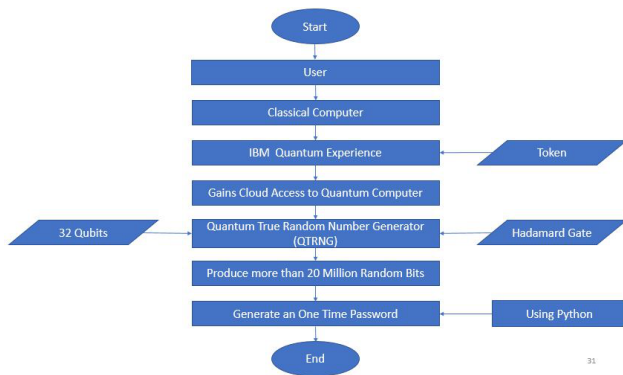 Start
User
Classical Computer
IBM Quantum Experience
Token
Gains Cloud Access to Quantum Computer
32 Qubits
Quantum True Random Number Generator
(QTRNG)
Hadamard Gate
Produce more than 20 Million Random Bits
Generate an One Time Password
Using Python
End
31